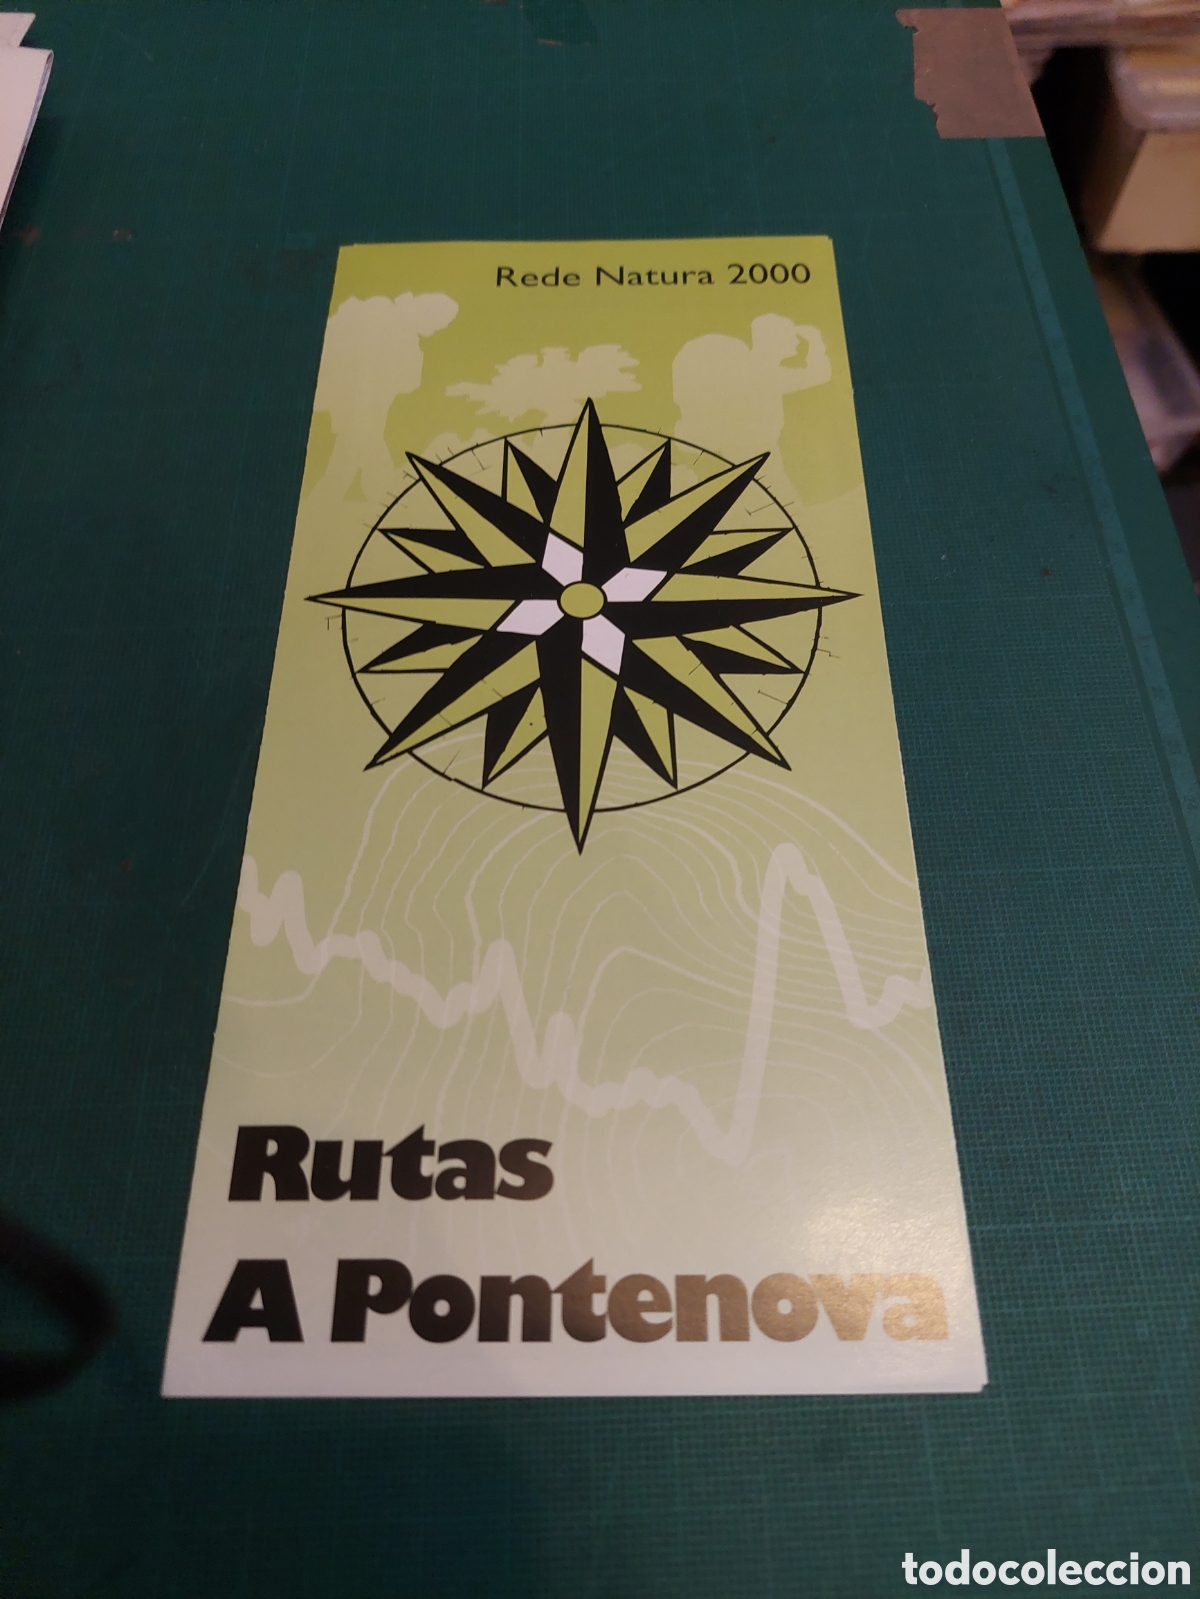 Rede Natura 2000
Rutas
A Pontenova
todocoleccion